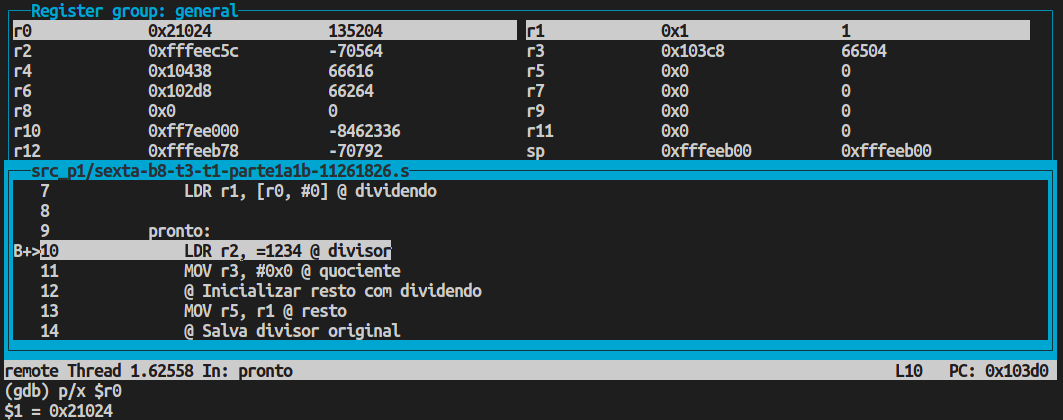 Register group: general
r0 0x21024 135204 r1 0x1 1
r2 0xfffeec5c -70564 r3 0x103c8 66504
r4 0x10438 66616 r5 0x0 0
r6 0x102d8 66264 r7 0x0 0
r8 0x0 0 r9 0x0 0
r10 0xff7ee000 -8462336 r11 0x0 0
r12 0xfffeeb78 -70792 sp 0xfffeeb00 0xfffeeb00
src_p1/sexta-b8-t3-t1-parte1a1b-11261826.s
7 LDR r1, [r0, #0] @ dividendo
8
9 pronto:
B+>10 LDR r2, =1234 @ divisor
11 MOV r3, #0x0 @ quociente
12 @ Inicializar resto com dividendo
13 MOV r5, r1 @ resto
14 @ Salva divisor original
remote Thread 1.62558 In: pronto L10 PC: 0x103d0
(gdb) p/x $r0
$1 = 0x21024